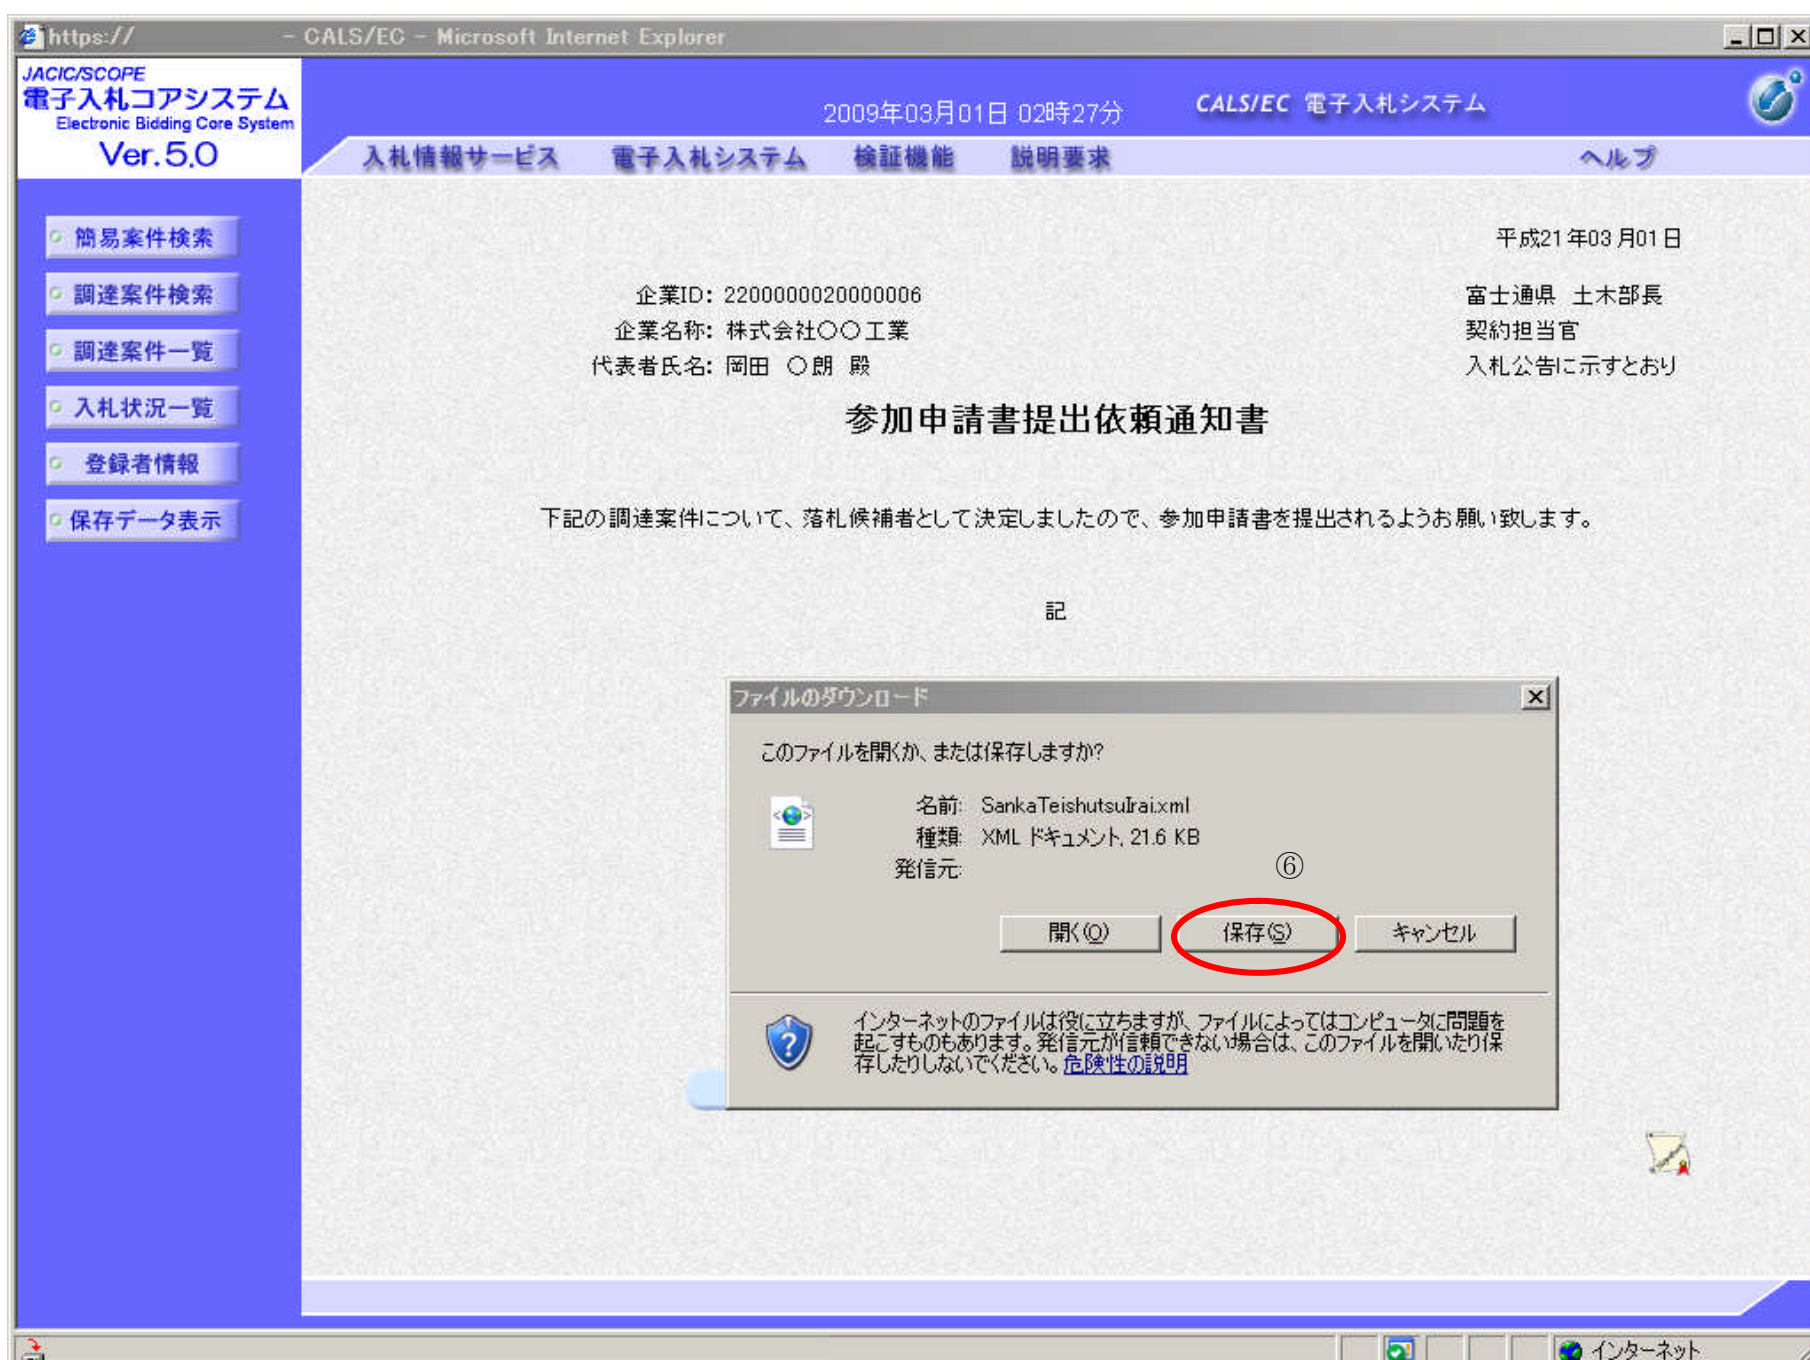 https:// - CALS/EC - Microsoft Internet Explorer
JACIC/SCOPE
電子入札コアシステム
Electronic Bidding Core System
Ver.5.0
2009年03月01日 02時27分
CALS/EC 電子入札システム
入札情報サービス 電子入札システム 検証機能 説明要求 ヘルプ
簡易案件検索
調達案件検索
調達案件一覧
入札状況一覧
登録者情報
保存データ表示
平成21年03月01日
企業ID: 2200000020000006
企業名称: 株式会社○○工業
代表者氏名: 岡田 ○朗 殿
富士通県 土木部長
契約担当官
入札公告に示すとおり
参加申請書提出依頼通知書
下記の調達案件について、落札候補者として決定しましたので、参加申請書を提出されるようお願い致します。
記
ファイルのダウンロード
このファイルを開くか、または保存しますか?
名前: SankaTeishutsuIrai.xml
種類: XML ドキュメント, 21.6 KB
発信元:
⑥
開く(O) 保存(S) キャンセル
インターネットのファイルは役に立ちますが、ファイルによってはコンピュータに問題を
起こすものもあります。発信元が信頼できない場合は、このファイルを開いたり保
存したりしないでください。危険性の説明
インターネット